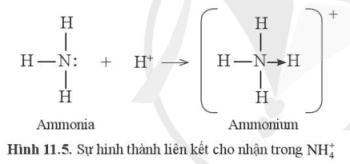 H H +
H—N: + H⁺ → H—N→H
H H
Ammonia Ammonium
Hình 11.5. Sự hình thành liên kết cho nhận trong NH₄⁺